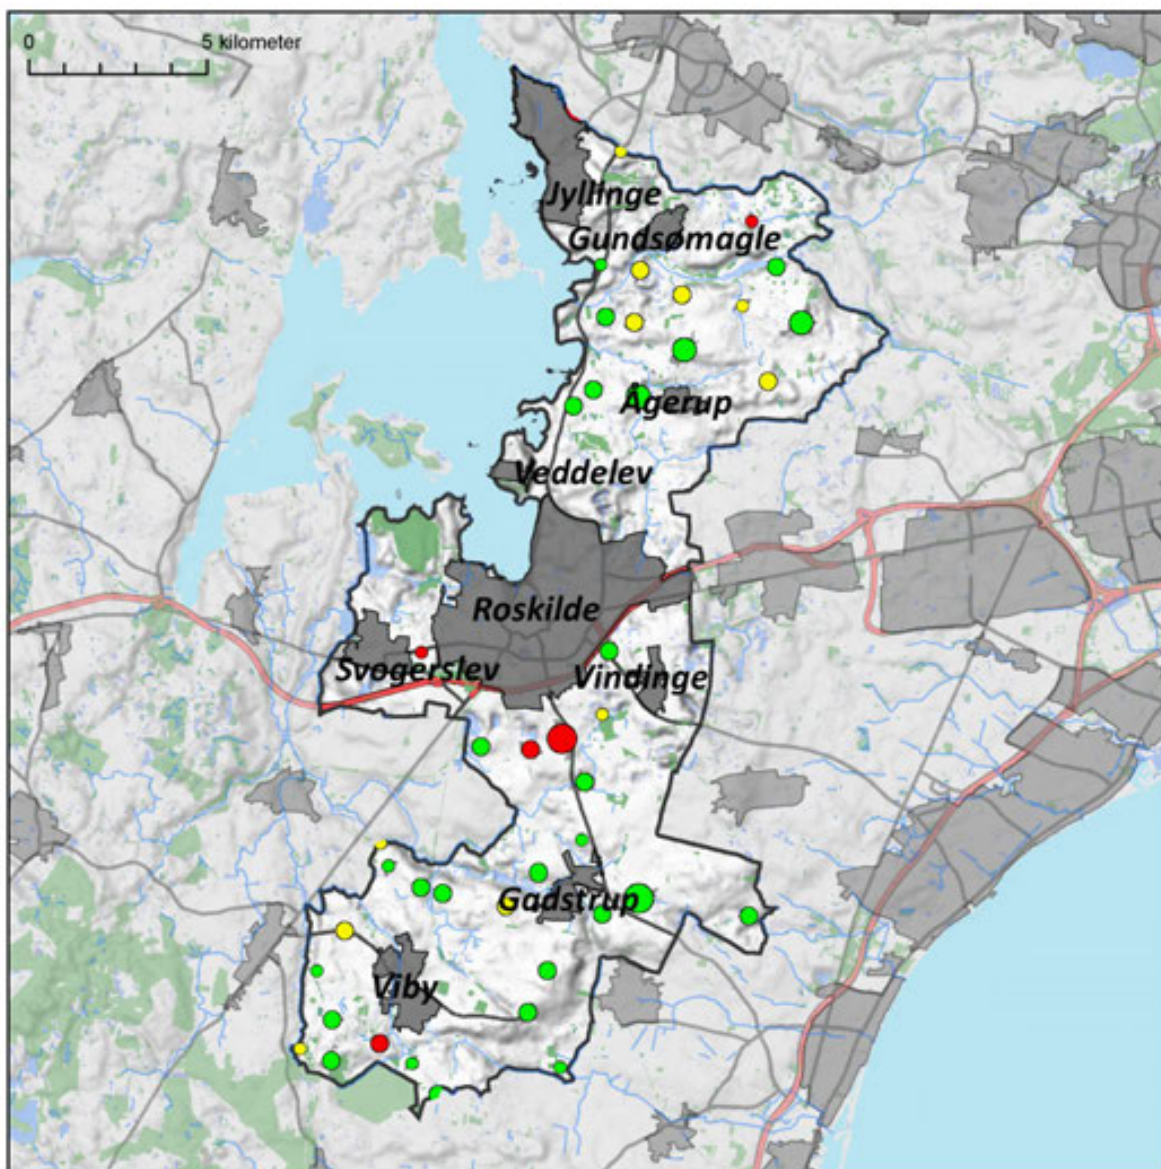 0 5 kilometer
Jyllinge
Gundsømagle
Ågerup
Veddelev
Roskilde
Svogerslev
Vindinge
Gadstrup
Viby